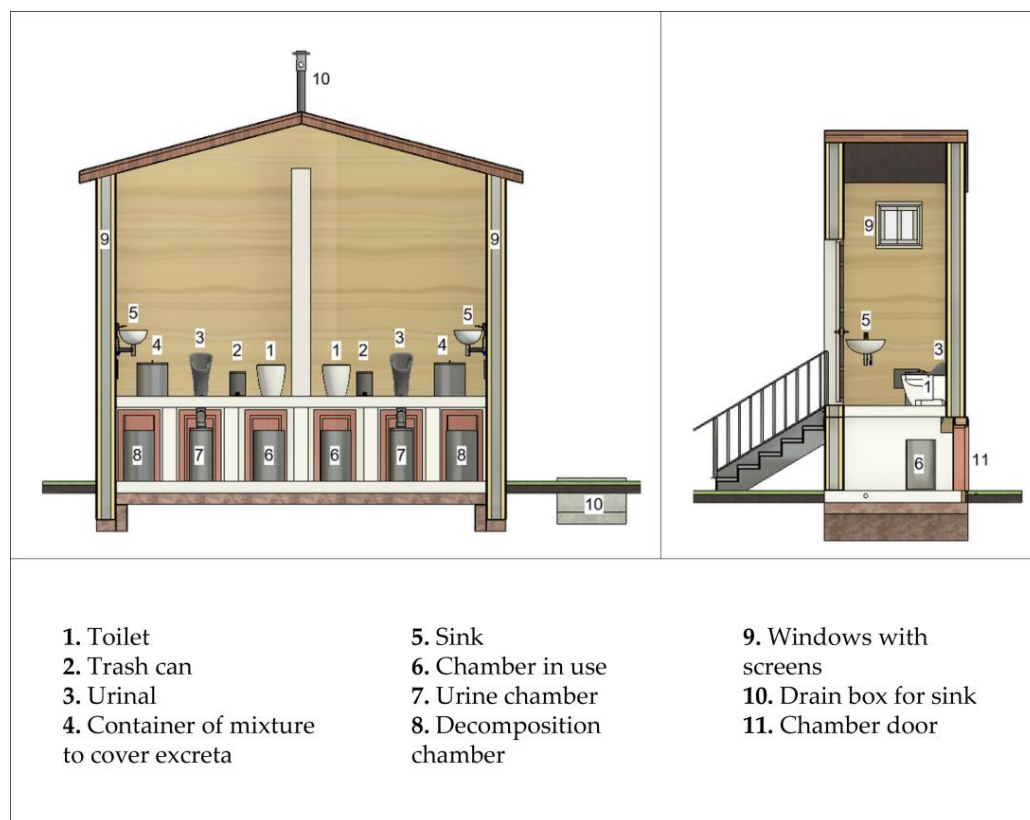 10
9
9
5
5
4
3
2
1
1
2
3
4
8
7
6
6
7
8
10
9
5
3
1
6
11
1. Toilet
2. Trash can
3. Urinal
4. Container of mixture
to cover excreta
5. Sink
6. Chamber in use
7. Urine chamber
8. Decomposition
chamber
9. Windows with
screens
10. Drain box for sink
11. Chamber door